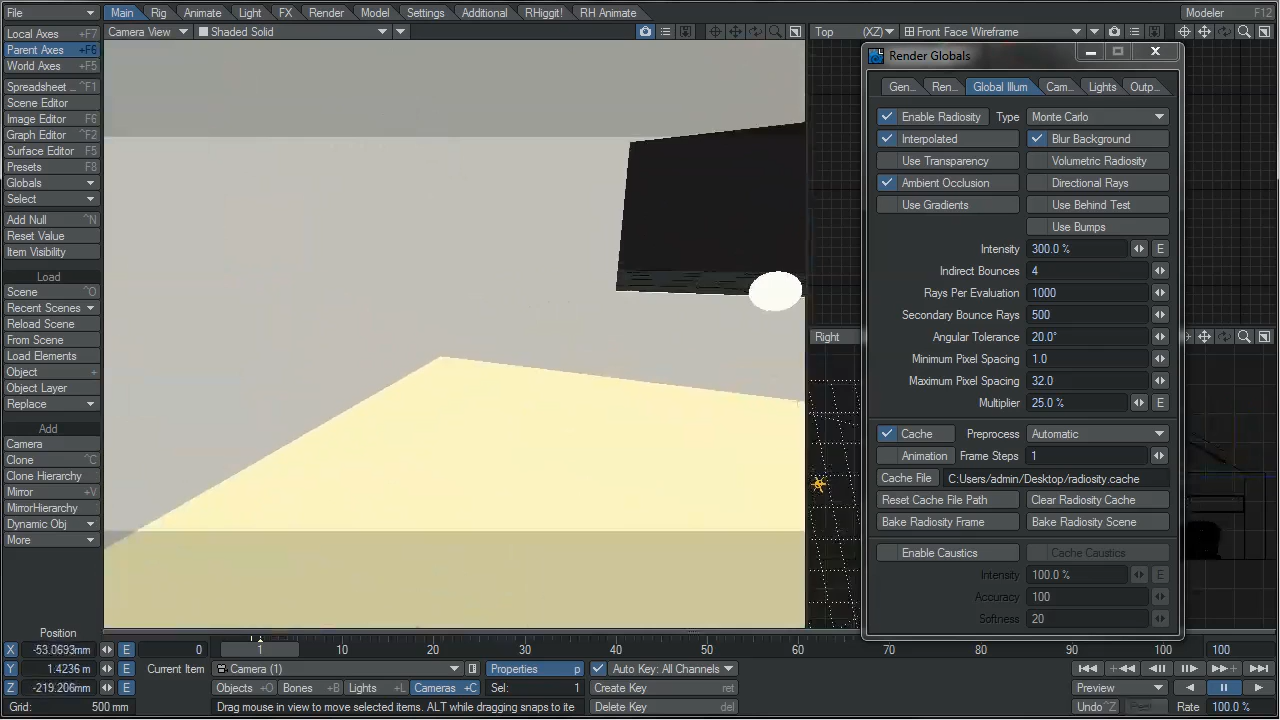 File Main Rig Animate Light FX Render Model Settings Additional RHiggit! RH Animate Modeler F12
Camera View Shaded Solid Top (XZ) Front Face Wireframe
Local Axes +F7
Parent Axes +F6
World Axes +F5
Spreadsheet ... ^F1
Scene Editor
Image Editor F6
Graph Editor ^F2
Surface Editor F5
Presets F8
Globals
Select
Add Null ^N
Reset Value
Item Visibility
Load
Scene ^O
Recent Scenes
Reload Scene
From Scene
Load Elements
Object +
Object Layer
Replace
Add
Camera
Clone ^C
Clone Hierarchy
Mirror +V
MirrorHierarchy
Dynamic Obj
More
Right
Render Globals
Gen... Ren... Global Illum Cam... Lights Outp...
Enable Radiosity Type Monte Carlo
Interpolated Blur Background
Use Transparency Volumetric Radiosity
Ambient Occlusion Directional Rays
Use Gradients Use Behind Test
Use Bumps
Intensity 300.0 % E
Indirect Bounces 4
Rays Per Evaluation 1000
Secondary Bounce Rays 500
Angular Tolerance 20.0°
Minimum Pixel Spacing 1.0
Maximum Pixel Spacing 32.0
Multiplier 25.0 % E
Cache Preprocess Automatic
Animation Frame Steps 1
Cache File C:Users/admin/Desktop/radiosity.cache
Reset Cache File Path Clear Radiosity Cache
Bake Radiosity Frame Bake Radiosity Scene
Enable Caustics Cache Caustics
Intensity 100.0 % E
Accuracy 100
Softness 20
Position
X -53.0693mm E 0 1 10 20 30 40 50 60 70 80 90 100 100
Y 1.4236 m E Current Item Camera (1) Properties p Auto Key: All Channels
Z -219.206mm E Objects +O Bones +B Lights +L Cameras +C Sel: 1 Create Key ret Preview
Grid: 500 mm Drag mouse in view to move selected items. ALT while dragging snaps to ite Delete Key Undo^Z Rate 100.0 %